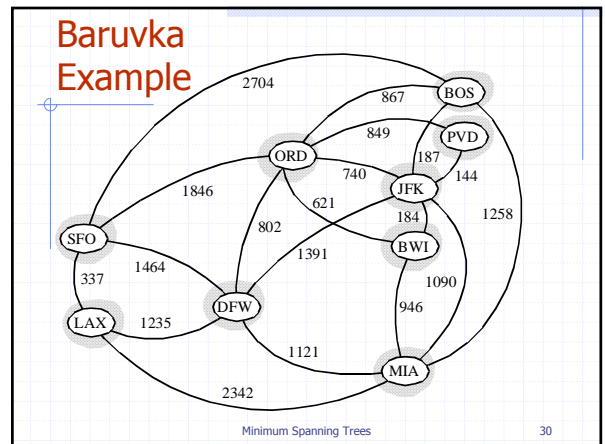 Baruvka
Example
2704
867
BOS
849
PVD
ORD
187
740
JFK
144
1846
621
184
1258
SFO
802
1391
BWI
1464
337
1090
DFW
946
LAX
1235
1121
MIA
2342
Minimum Spanning Trees
30